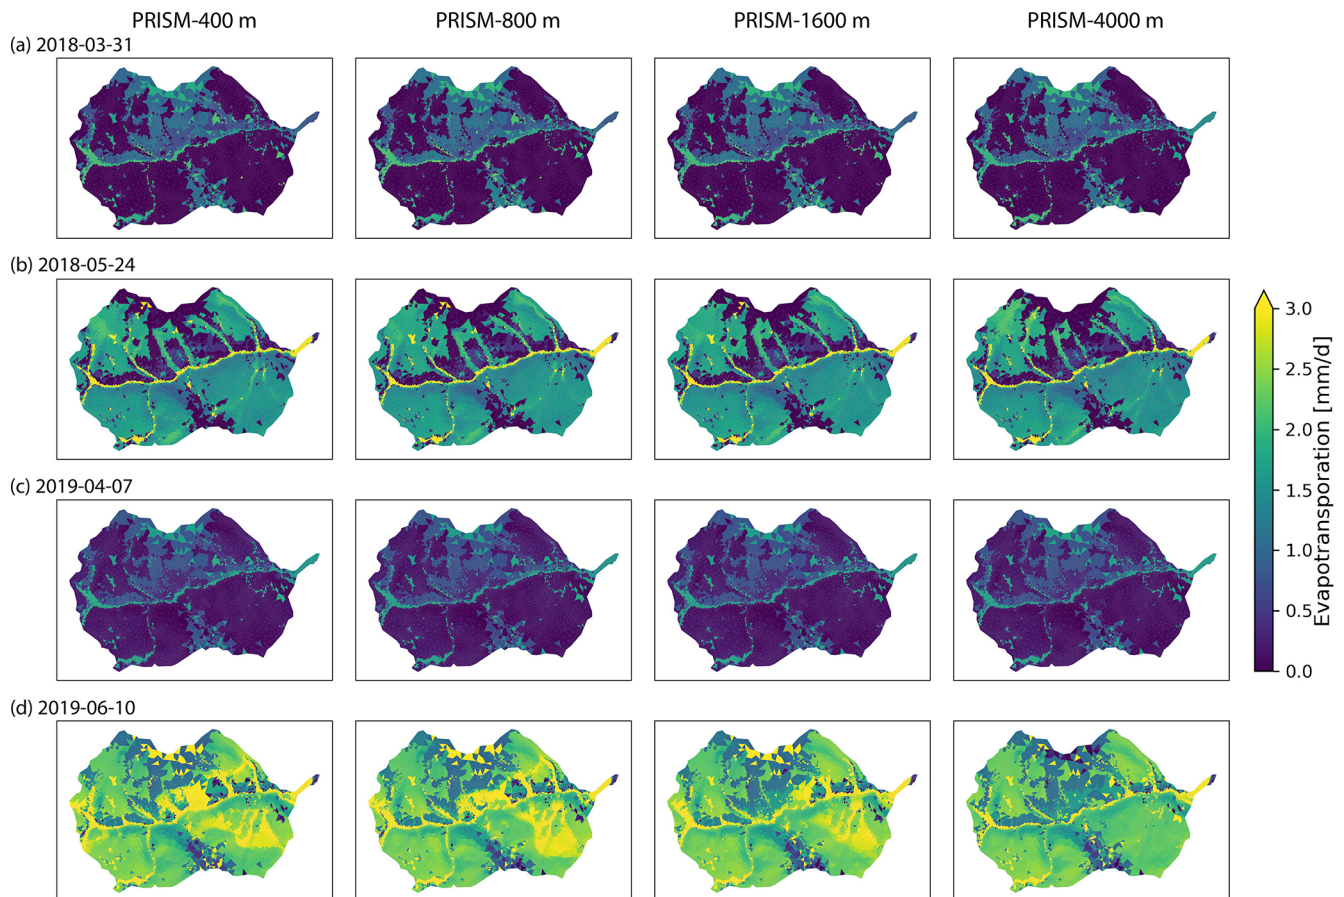 PRISM-400 m PRISM-800 m PRISM-1600 m PRISM-4000 m
(a) 2018-03-31
(b) 2018-05-24
3.0
2.5
2.0
1.5
1.0
0.5
0.0
Evapotransporation [mm/d]
(c) 2019-04-07
(d) 2019-06-10